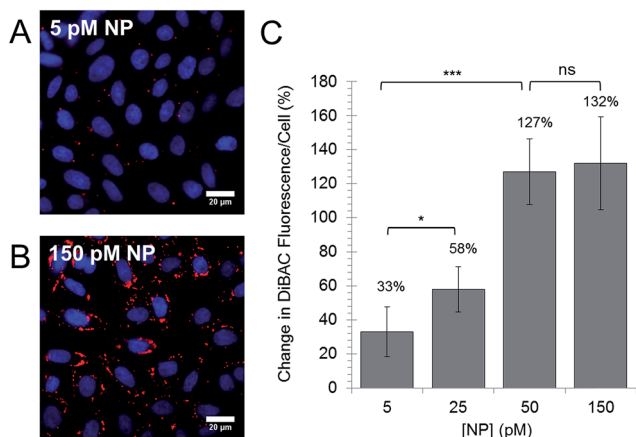 A
5 pM NP
20 µm
B
150 pM NP
20 µm
C
Change in DiBAC Fluorescence/Cell (%)
180
160
140
120
100
80
60
40
20
0
***
ns
*
33%
58%
127%
132%
5
25
50
150
[NP] (pM)